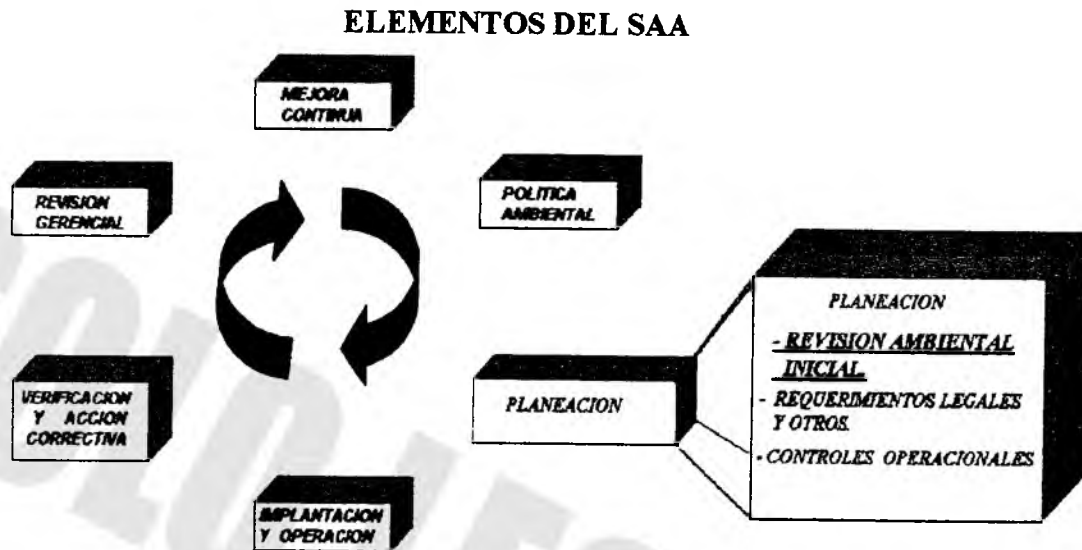 ELEMENTOS DEL SAA
MEJORA
CONTINUA
REVISION
GERENCIAL
POLITICA
AMBIENTAL
PLANEACION
- REVISION AMBIENTAL
INICIAL.
- REQUERIMIENTOS LEGALES
Y OTROS.
- CONTROLES OPERACIONALES
PLANEACION
VERIFICACION
Y ACCION
CORRECTIVA
IMPLANTACION
Y OPERACION